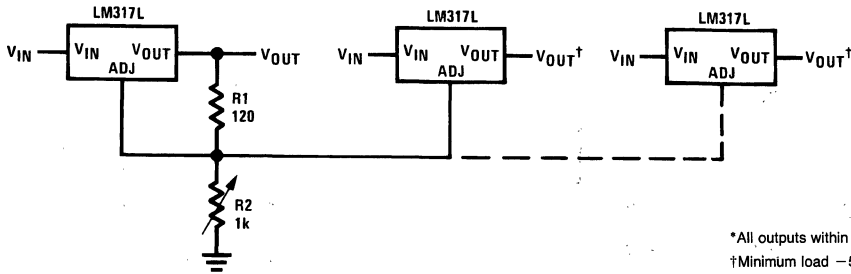 LM317L
LM317L
LM317L
VIN
VIN VOUT
ADJ
VOUT
VIN
VIN VOUT
ADJ
VOUT†
VIN
VIN VOUT
ADJ
VOUT†
R1
120
R2
1k
*All outputs within
†Minimum load −